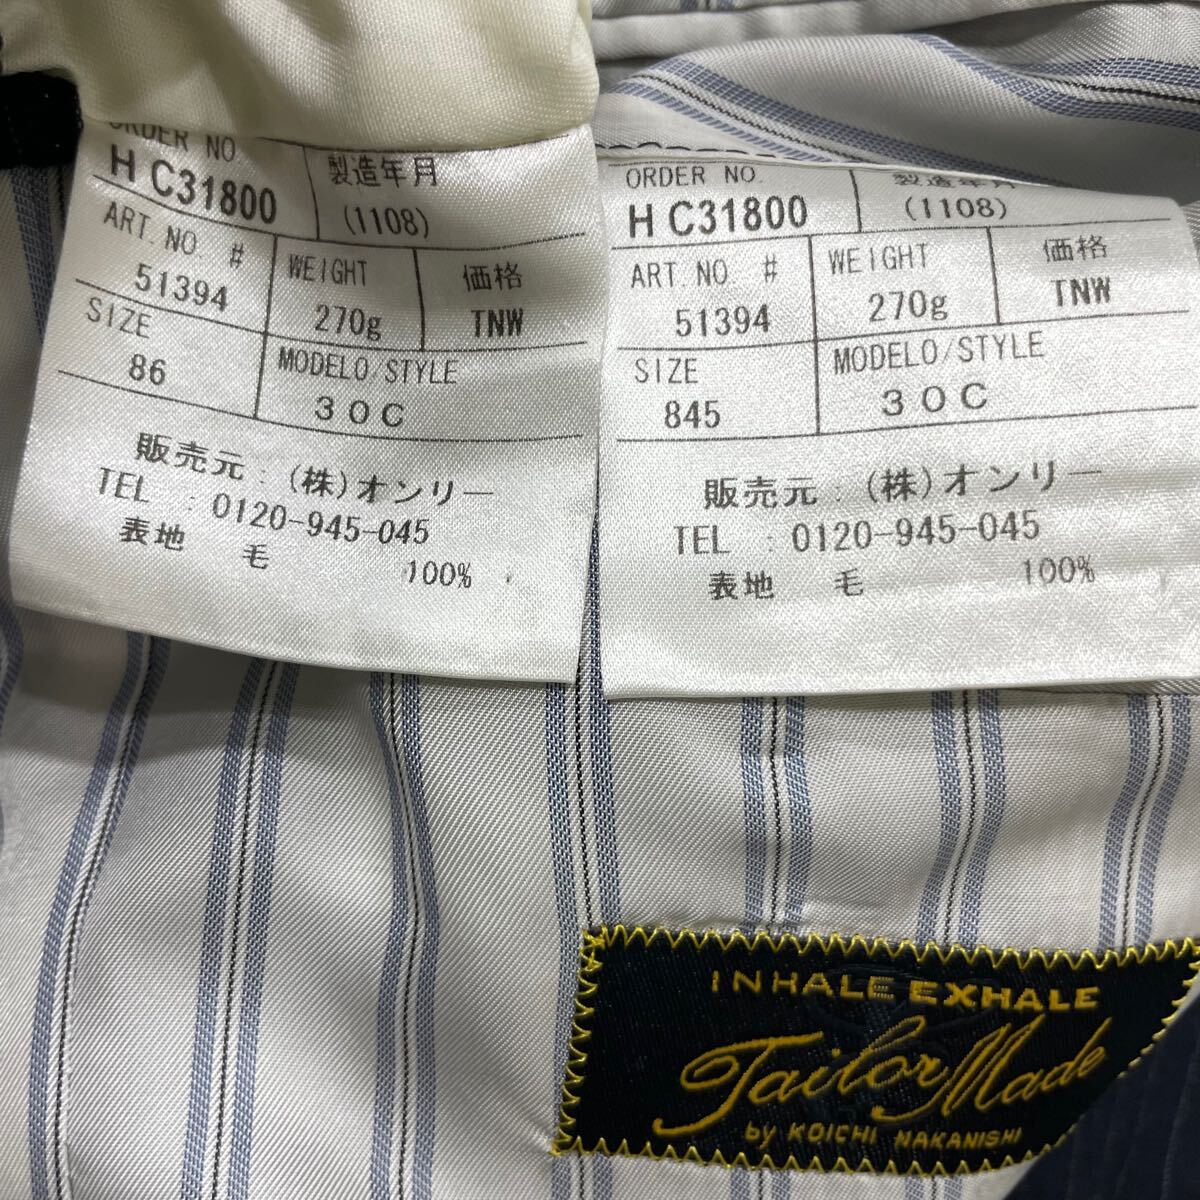 ORDER NO.
製造年月
H C31800
(1108)
ART.NO. #
WEIGHT
価格
51394
270g
TNW
SIZE
MODELO/STYLE
86
30C
販売元:(株)オンリー
TEL :0120-945-045
表地 毛 100%
ORDER NO.
製造年月
H C31800
(1108)
ART NO. #
WEIGHT
価格
51394
270g
TNW
SIZE
MODELO/STYLE
845
30C
販売元:(株)オンリー
TEL :0120-945-045
表地 毛 100%
INHALE EXHALE
Tailor Made
by KOICHI NAKANISHI